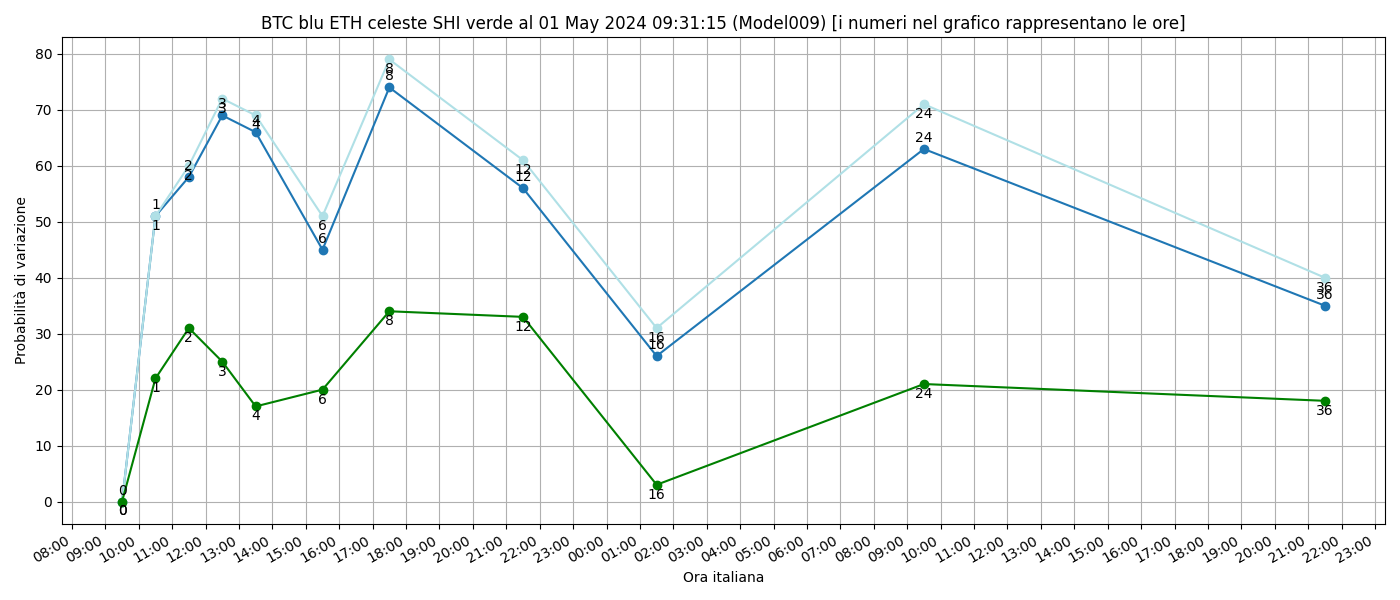 BTC blu ETH celeste SHI verde al 01 May 2024 09:31:15 (Model009) [i numeri nel grafico rappresentano le ore]
Probabilità di variazione
80
70
60
50
40
30
20
10
0
0 1 2 3 4 6 8 12 16 24 36
0 1 2 3 4 6 8 12 16 24 36
0 1 2 3 4 6 8 12 16 24 36
08:00 09:00 10:00 11:00 12:00 13:00 14:00 15:00 16:00 17:00 18:00 19:00 20:00 21:00 22:00 23:00 00:00 01:00 02:00 03:00 04:00 05:00 06:00 07:00 08:00 09:00 10:00 11:00 12:00 13:00 14:00 15:00 16:00 17:00 18:00 19:00 20:00 21:00 22:00 23:00
Ora italiana